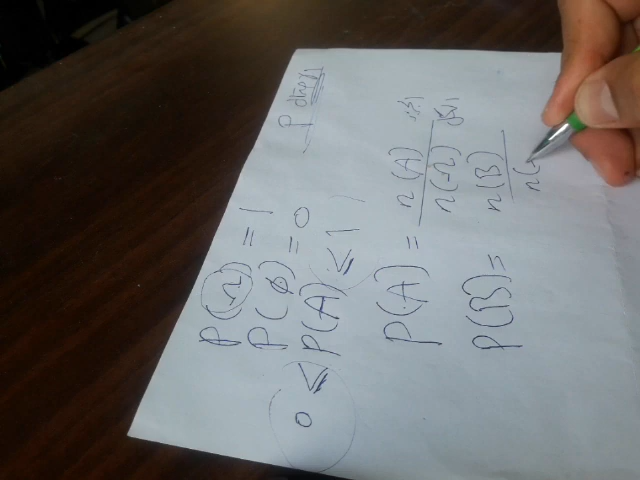 P(Ω) = 1
P(φ) = 0
0 ≤ P(A) ≤ 1
P(A) = n(A) / n(Ω)
P(B) = n(B) / n(